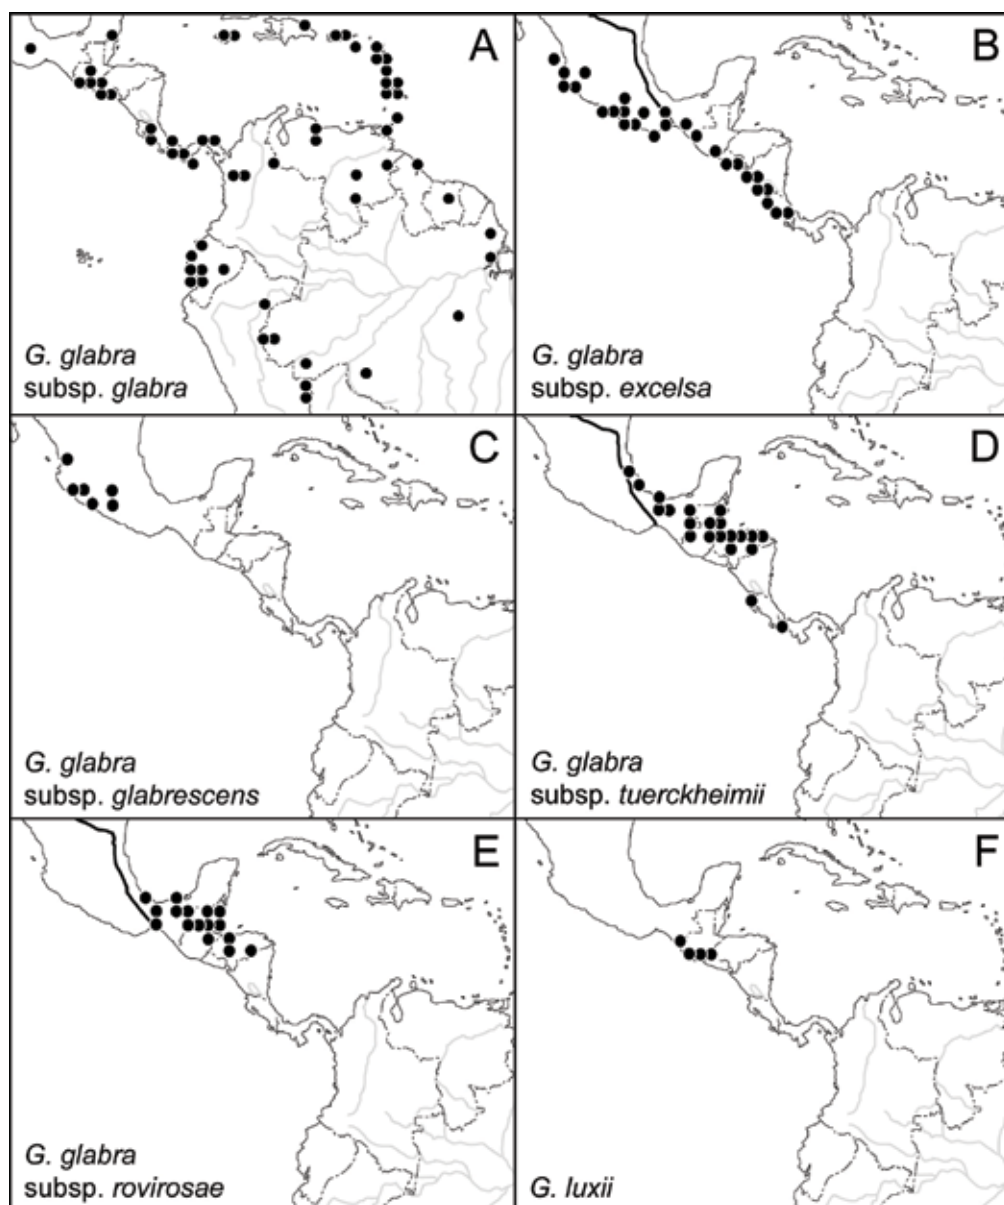 A
G. glabra
subsp. glabra
B
G. glabra
subsp. excelsa
C
G. glabra
subsp. glabrescens
D
G. glabra
subsp. tuerckheimii
E
G. glabra
subsp. rovirosae
F
G. luxii